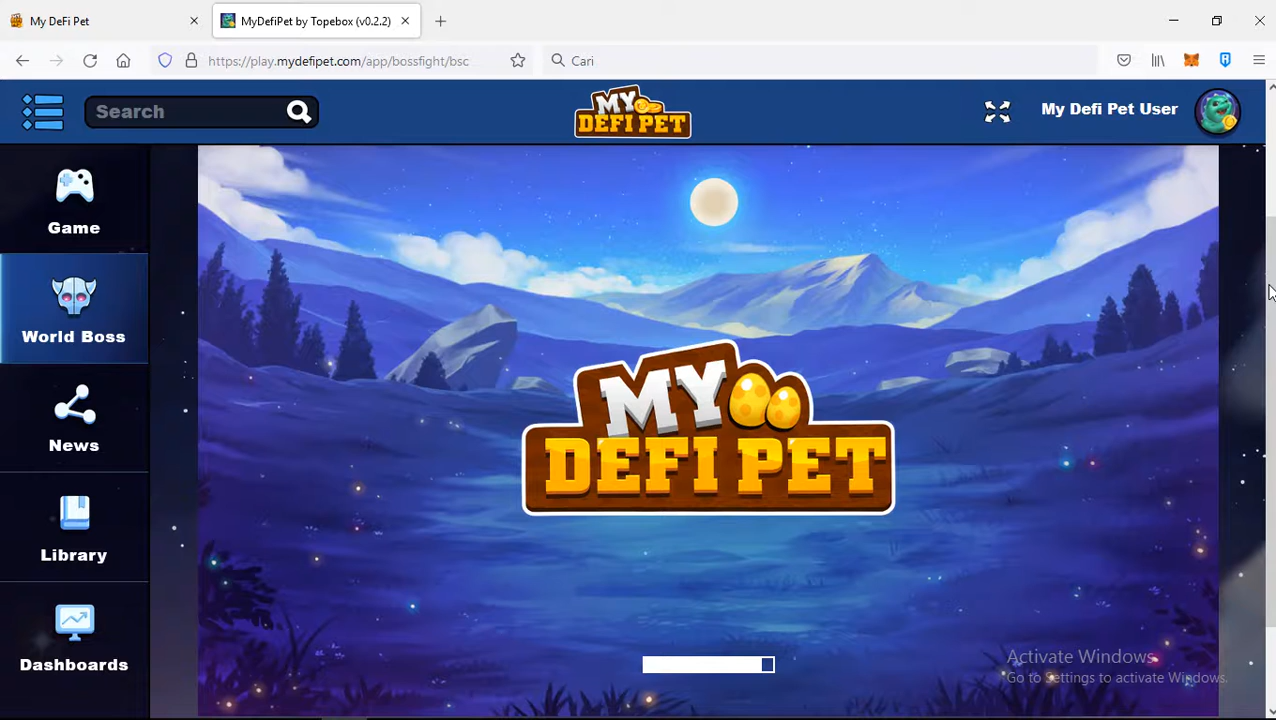 My DeFi Pet
MyDefiPet by Topebox (v0.2.2)
https://play.mydefipet.com/app/bossfight/bsc
Cari
Search
MY
DEFI PET
My Defi Pet User
Game
World Boss
News
Library
Dashboards
MY
DEFI PET
Activate Windows
Go to Settings to activate Windows.